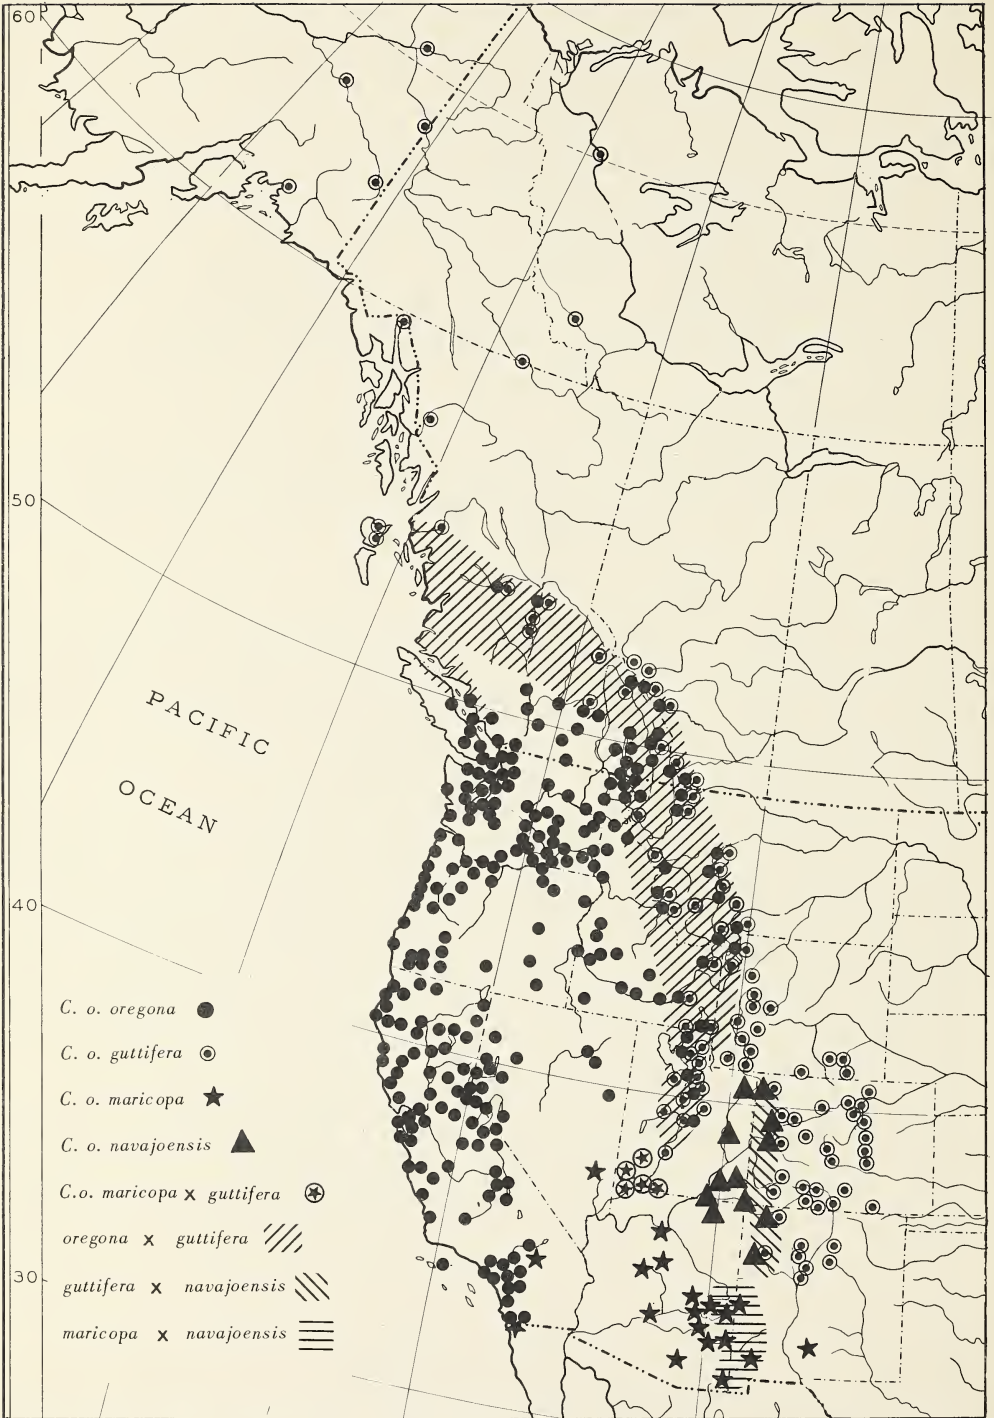 60
50
PACIFIC
OCEAN
40
C. o. oregona
C. o. guttifera
C. o. maricopa
C. o. navajoensis
C.o. maricopa x guttifera
oregona x guttifera
30
guttifera x navajoensis
maricopa x navajoensis